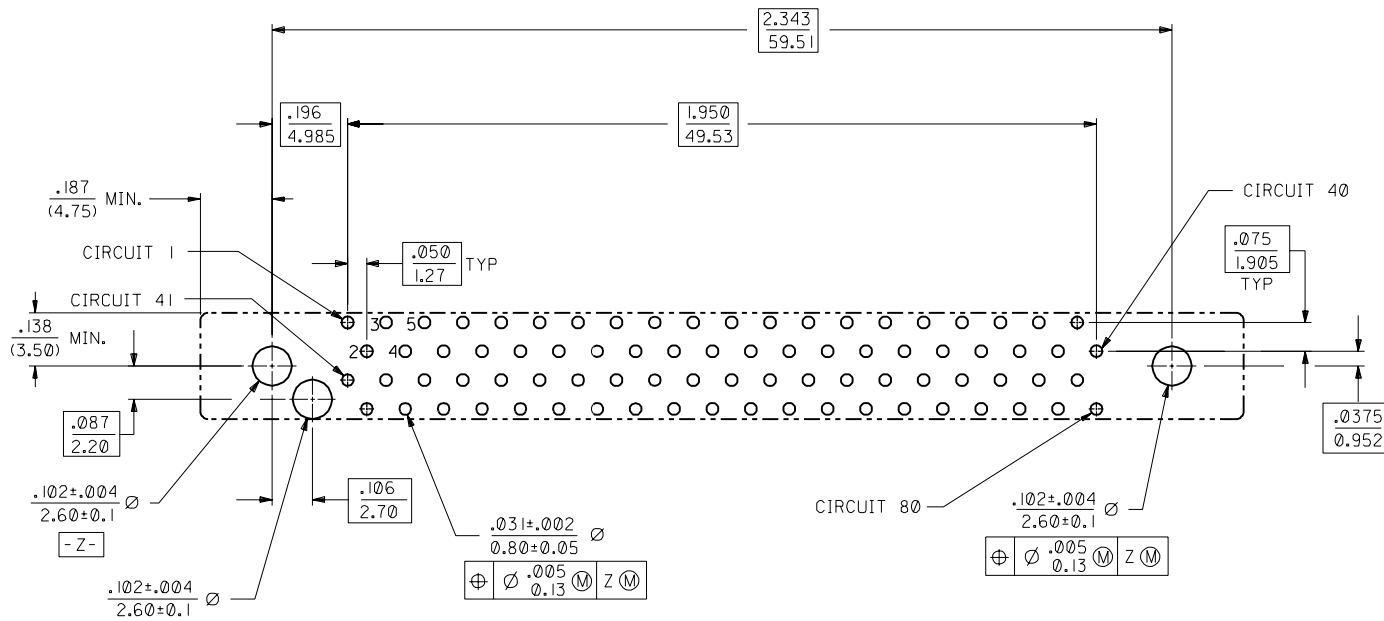 2.343
59.51
.196
4.985
1.950
49.53
.187
(4.75)
MIN.
CIRCUIT 40
CIRCUIT 1
.050
1.27
TYP
.075
1.905
TYP
CIRCUIT 41
3 5
.138
(3.50)
MIN.
2 4
.087
2.20
.0375
0.952
.102±.004
2.60±0.1
Ø
-Z-
.106
2.70
CIRCUIT 80
.102±.004
2.60±0.1
Ø
.031±.002
0.80±0.05
Ø
⌖ Ø .005 Ⓜ Z Ⓜ
0.13
⌖ Ø .005 Ⓜ Z Ⓜ
0.13
.102±.004
2.60±0.1
Ø